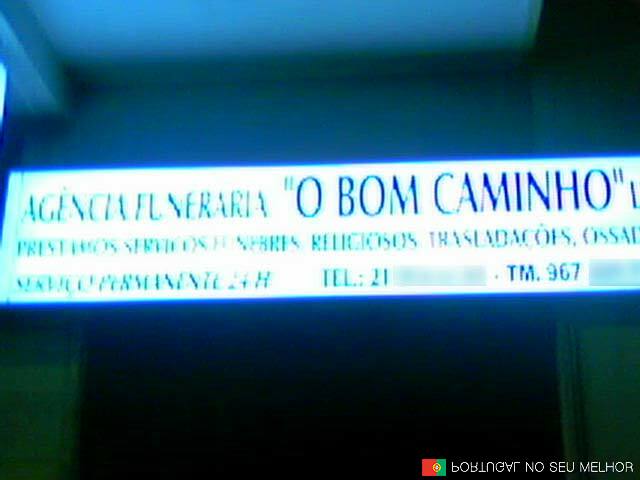 AGÊNCIA FUNERARIA "O BOM CAMINHO" L
PRESTAMOS SERVIÇOS FUNEBRES, RELIGIOSOS, TRASLADAÇÕES, OSSAD
SERVIÇO PERMANENTE 24 H TEL.: 21 - TM. 967
PORTUGAL NO SEU MELHOR